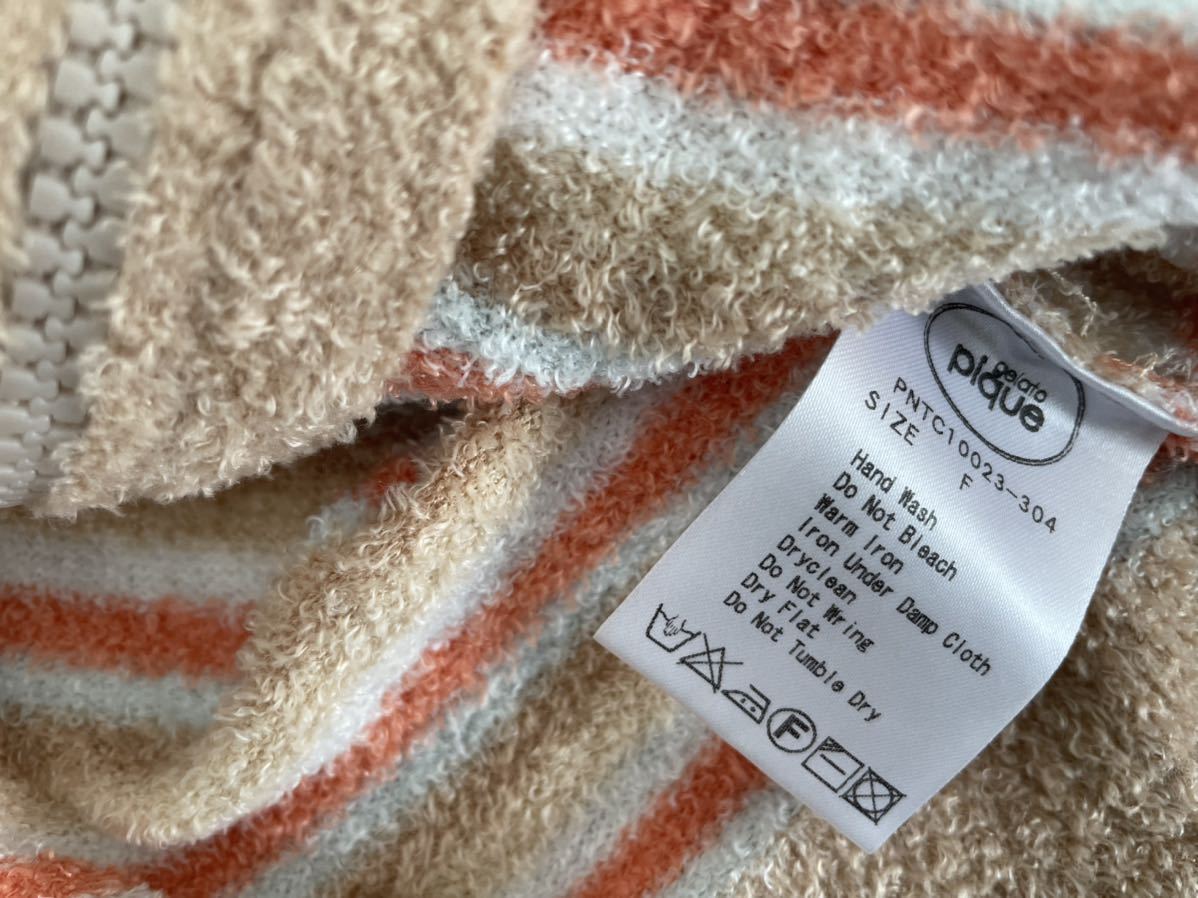 gelato
pique
PNTC10023-304
SIZE F
Hand Wash
Do Not Bleach
Warm Iron
Iron Under Damp Cloth
Dryclean
Do Not Wring
Dry Flat
Do Not Tumble Dry
F